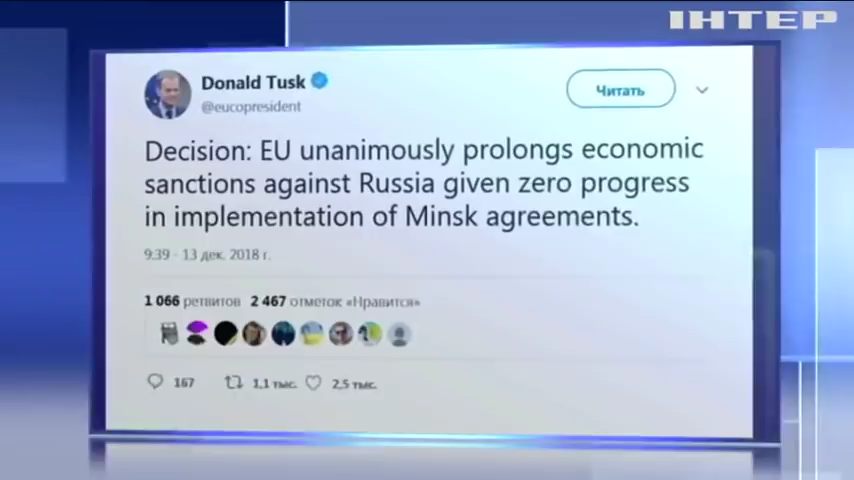 ІНТЕР
Donald Tusk
@eucopresident
Читать
Decision: EU unanimously prolongs economic
sanctions against Russia given zero progress
in implementation of Minsk agreements.
9:39 · 13 дек. 2018 г.
1 066 ретвитов 2 467 отметок «Нравится»
167 1,1 тыс. 2,5 тыс.